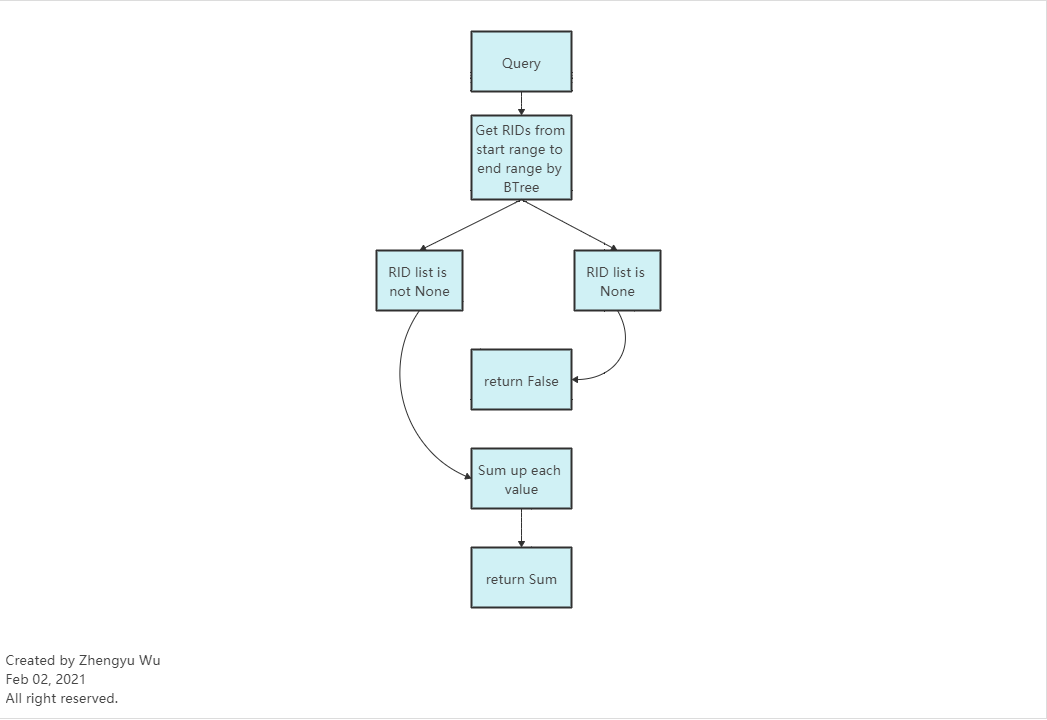 Query
Get RIDs from
start range to
end range by
BTree
RID list is
not None
RID list is
None
return False
Sum up each
value
return Sum
Created by Zhengyu Wu
Feb 02, 2021
All right reserved.